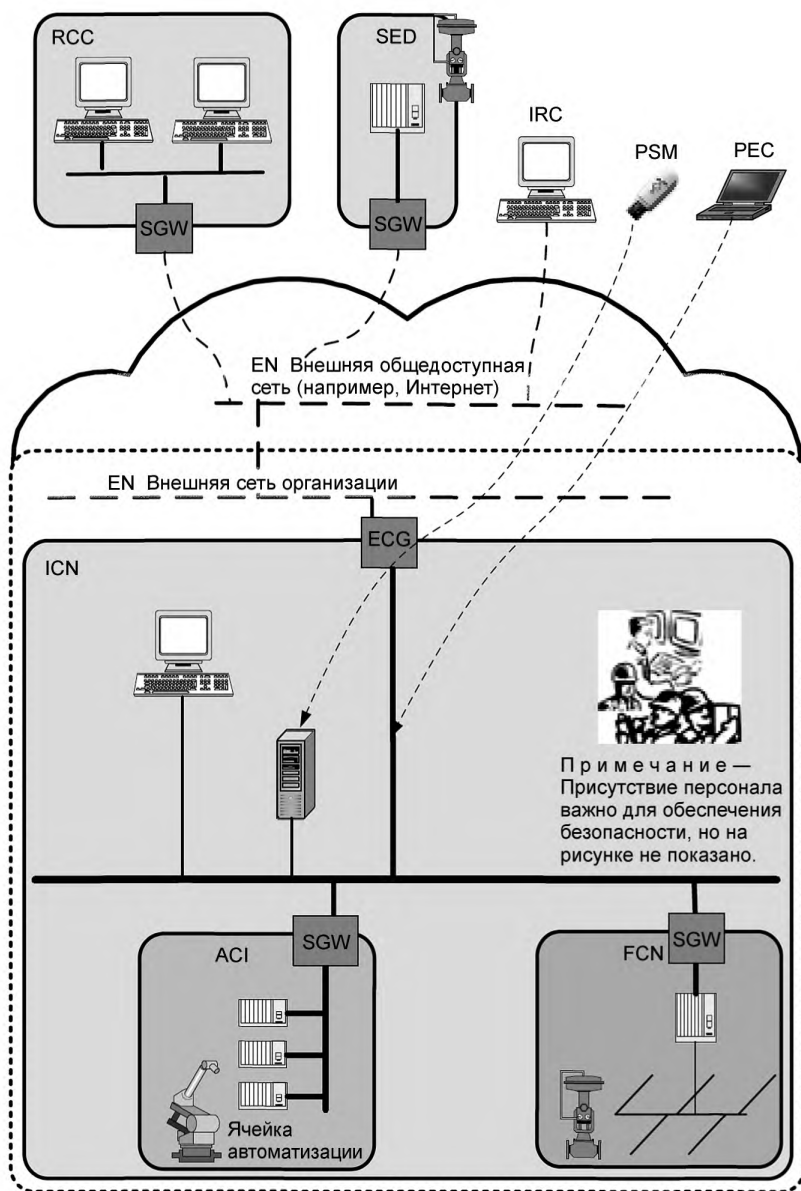 RCC
SED
IRC
PSM
PEC
SGW
SGW
EN Внешняя общедоступная
сеть (например, Интернет)
EN Внешняя сеть организации
ECG
ICN
П р и м е ч а н и е —
Присутствие персонала
важно для обеспечения
безопасности, но на
рисунке не показано.
SGW
ACI
SGW
FCN
Ячейка
автоматизации